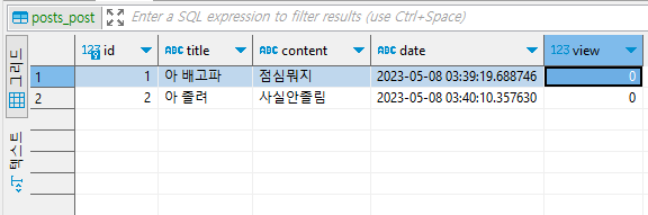 posts_post Enter a SQL expression to filter results (use Ctrl+Space)
그리드
123 id ABC title ABC content ABC date 123 view
1 1 아 배고파 점심뭐지 2023-05-08 03:39:19.688746 0
2 2 아 졸려 사실안졸림 2023-05-08 03:40:10.357630 0
텍스트